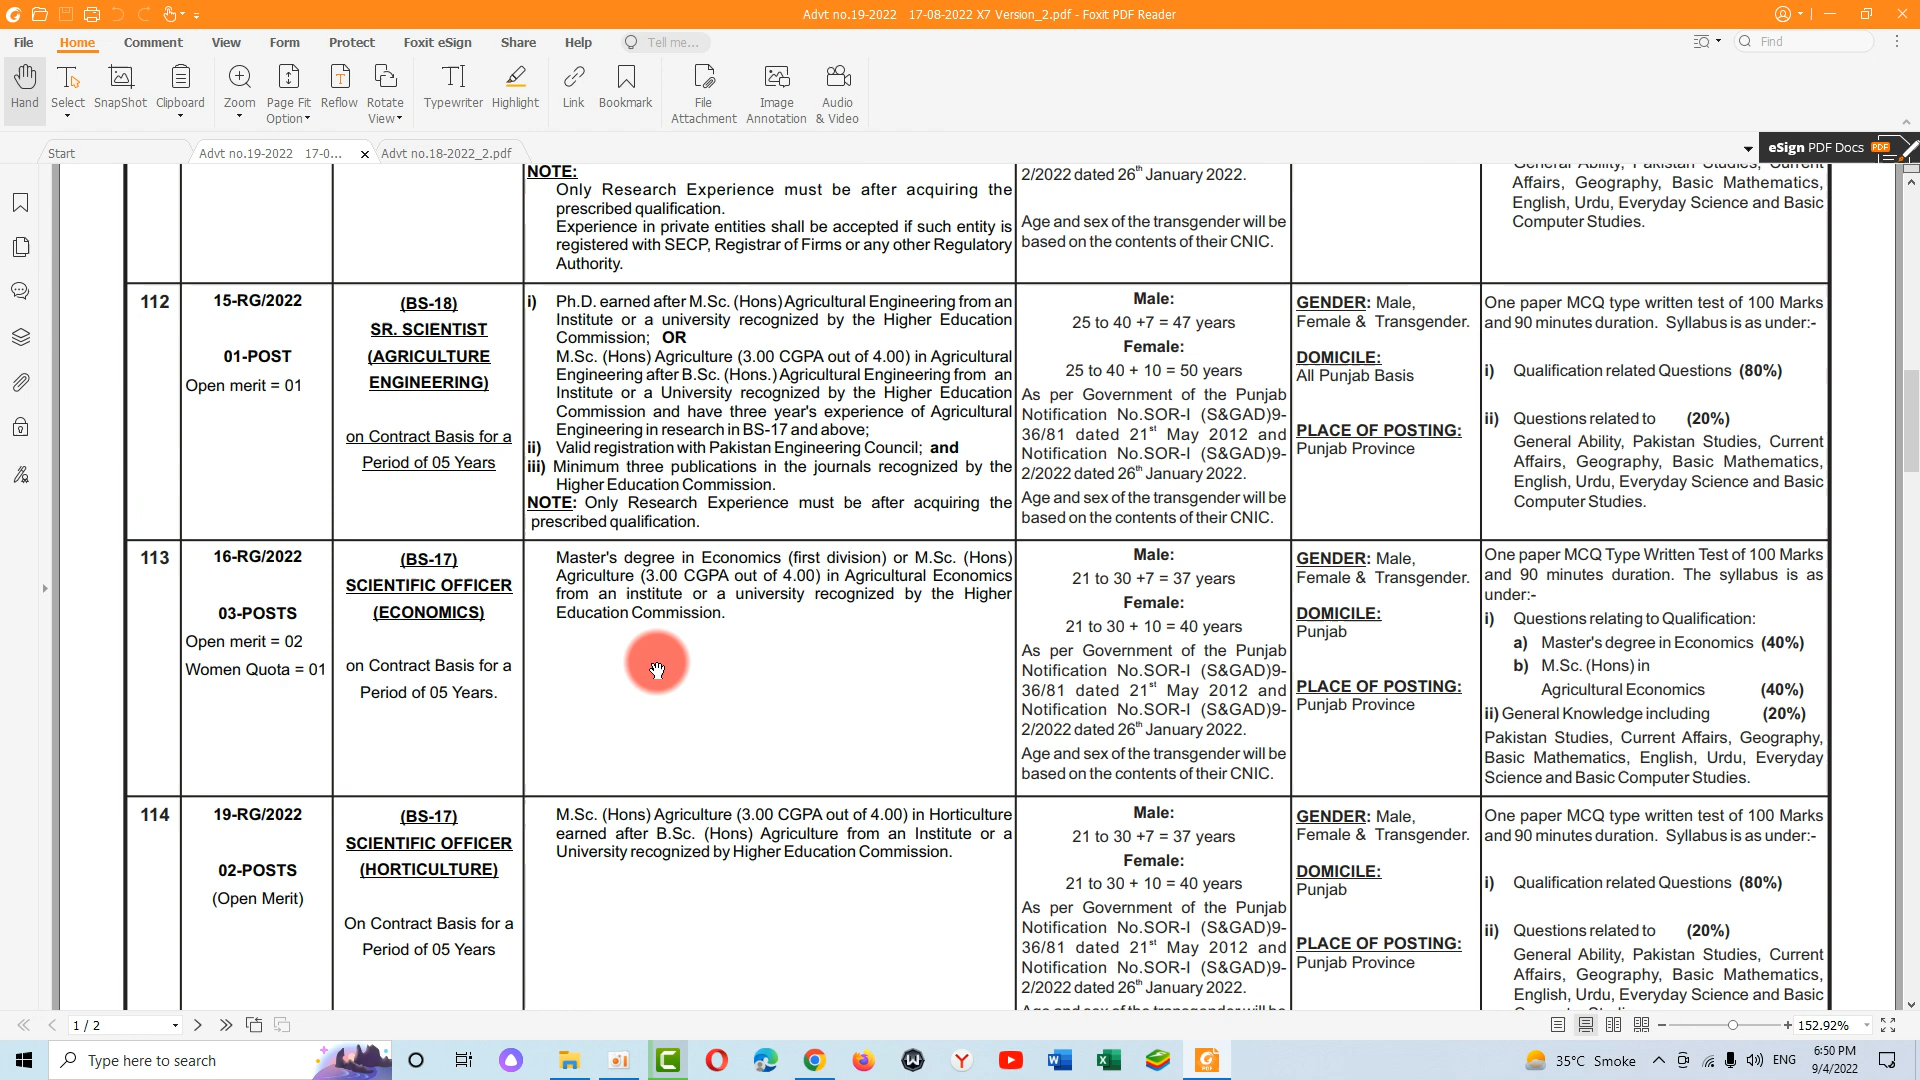 Advt no.19-2022 17-08-2022 X7 Version_2.pdf - Foxit PDF Reader
File Home Comment View Form Protect Foxit eSign Share Help Tell me... Find
Hand Select SnapShot Clipboard Zoom Page Fit Option Reflow Rotate View Typewriter Highlight Link Bookmark File Attachment Image Annotation Audio & Video
Start Advt no.19-2022 17-0... Advt no.18-2022_2.pdf eSign PDF Docs PDF
NOTE:
Only Research Experience must be after acquiring the
prescribed qualification.
Experience in private entities shall be accepted if such entity is
registered with SECP, Registrar of Firms or any other Regulatory
Authority.
2/2022 dated 26th January 2022.
Age and sex of the transgender will be
based on the contents of their CNIC.
General Ability, Pakistan Studies, Current
Affairs, Geography, Basic Mathematics,
English, Urdu, Everyday Science and Basic
Computer Studies.
112
15-RG/2022
01-POST
Open merit = 01
(BS-18)
SR. SCIENTIST
(AGRICULTURE
ENGINEERING)
on Contract Basis for a
Period of 05 Years
i) Ph.D. earned after M.Sc. (Hons) Agricultural Engineering from an
Institute or a university recognized by the Higher Education
Commission; OR
M.Sc. (Hons) Agriculture (3.00 CGPA out of 4.00) in Agricultural
Engineering after B.Sc. (Hons.) Agricultural Engineering from an
Institute or a University recognized by the Higher Education
Commission and have three year's experience of Agricultural
Engineering in research in BS-17 and above;
ii) Valid registration with Pakistan Engineering Council; and
iii) Minimum three publications in the journals recognized by the
Higher Education Commission.
NOTE: Only Research Experience must be after acquiring the
prescribed qualification.
Male:
25 to 40 +7 = 47 years
Female:
25 to 40 + 10 = 50 years
As per Government of the Punjab
Notification No.SOR-I (S&GAD)9-
36/81 dated 21st May 2012 and
Notification No.SOR-I (S&GAD)9-
2/2022 dated 26th January 2022.
Age and sex of the transgender will be
based on the contents of their CNIC.
GENDER: Male,
Female & Transgender.
DOMICILE:
All Punjab Basis
PLACE OF POSTING:
Punjab Province
One paper MCQ type written test of 100 Marks
and 90 minutes duration. Syllabus is as under:-
i) Qualification related Questions (80%)
ii) Questions related to (20%)
General Ability, Pakistan Studies, Current
Affairs, Geography, Basic Mathematics,
English, Urdu, Everyday Science and Basic
Computer Studies.
113
16-RG/2022
03-POSTS
Open merit = 02
Women Quota = 01
(BS-17)
SCIENTIFIC OFFICER
(ECONOMICS)
on Contract Basis for a
Period of 05 Years.
Master's degree in Economics (first division) or M.Sc. (Hons)
Agriculture (3.00 CGPA out of 4.00) in Agricultural Economics
from an institute or a university recognized by the Higher
Education Commission.
Male:
21 to 30 +7 = 37 years
Female:
21 to 30 + 10 = 40 years
As per Government of the Punjab
Notification No.SOR-I (S&GAD)9-
36/81 dated 21st May 2012 and
Notification No.SOR-I (S&GAD)9-
2/2022 dated 26th January 2022.
Age and sex of the transgender will be
based on the contents of their CNIC.
GENDER: Male,
Female & Transgender.
DOMICILE:
Punjab
PLACE OF POSTING:
Punjab Province
One paper MCQ Type Written Test of 100 Marks
and 90 minutes duration. The syllabus is as
under:-
i) Questions relating to Qualification:
a) Master's degree in Economics (40%)
b) M.Sc. (Hons) in
Agricultural Economics (40%)
ii) General Knowledge including (20%)
Pakistan Studies, Current Affairs, Geography,
Basic Mathematics, English, Urdu, Everyday
Science and Basic Computer Studies.
114
19-RG/2022
02-POSTS
(Open Merit)
(BS-17)
SCIENTIFIC OFFICER
(HORTICULTURE)
On Contract Basis for a
Period of 05 Years
M.Sc. (Hons) Agriculture (3.00 CGPA out of 4.00) in Horticulture
earned after B.Sc. (Hons) Agriculture from an Institute or a
University recognized by Higher Education Commission.
Male:
21 to 30 +7 = 37 years
Female:
21 to 30 + 10 = 40 years
As per Government of the Punjab
Notification No.SOR-I (S&GAD)9-
36/81 dated 21st May 2012 and
Notification No.SOR-I (S&GAD)9-
2/2022 dated 26th January 2022.
GENDER: Male,
Female & Transgender.
DOMICILE:
Punjab
PLACE OF POSTING:
Punjab Province
One paper MCQ type written test of 100 Marks
and 90 minutes duration. Syllabus is as under:-
i) Qualification related Questions (80%)
ii) Questions related to (20%)
General Ability, Pakistan Studies, Current
Affairs, Geography, Basic Mathematics,
English, Urdu, Everyday Science and Basic
1 / 2 152.92%
Type here to search 35°C Smoke ENG 6:50 PM
9/4/2022